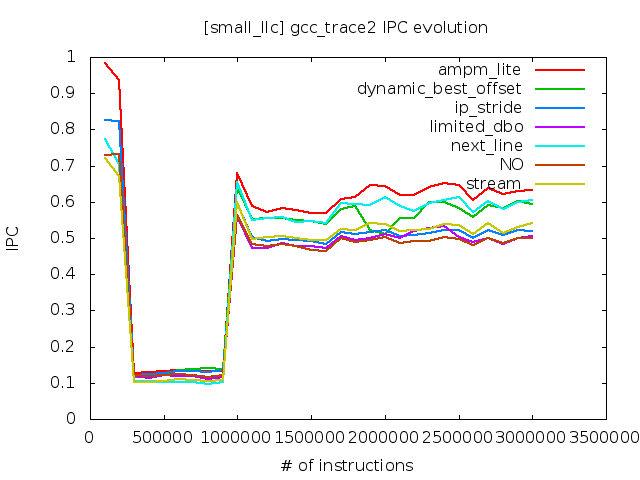 [small_llc] gcc_trace2 IPC evolution
ampm_lite
dynamic_best_offset
ip_stride
limited_dbo
next_line
NO
stream
IPC
1
0.9
0.8
0.7
0.6
0.5
0.4
0.3
0.2
0.1
0
0 500000 1000000 1500000 2000000 2500000 3000000 3500000
# of instructions